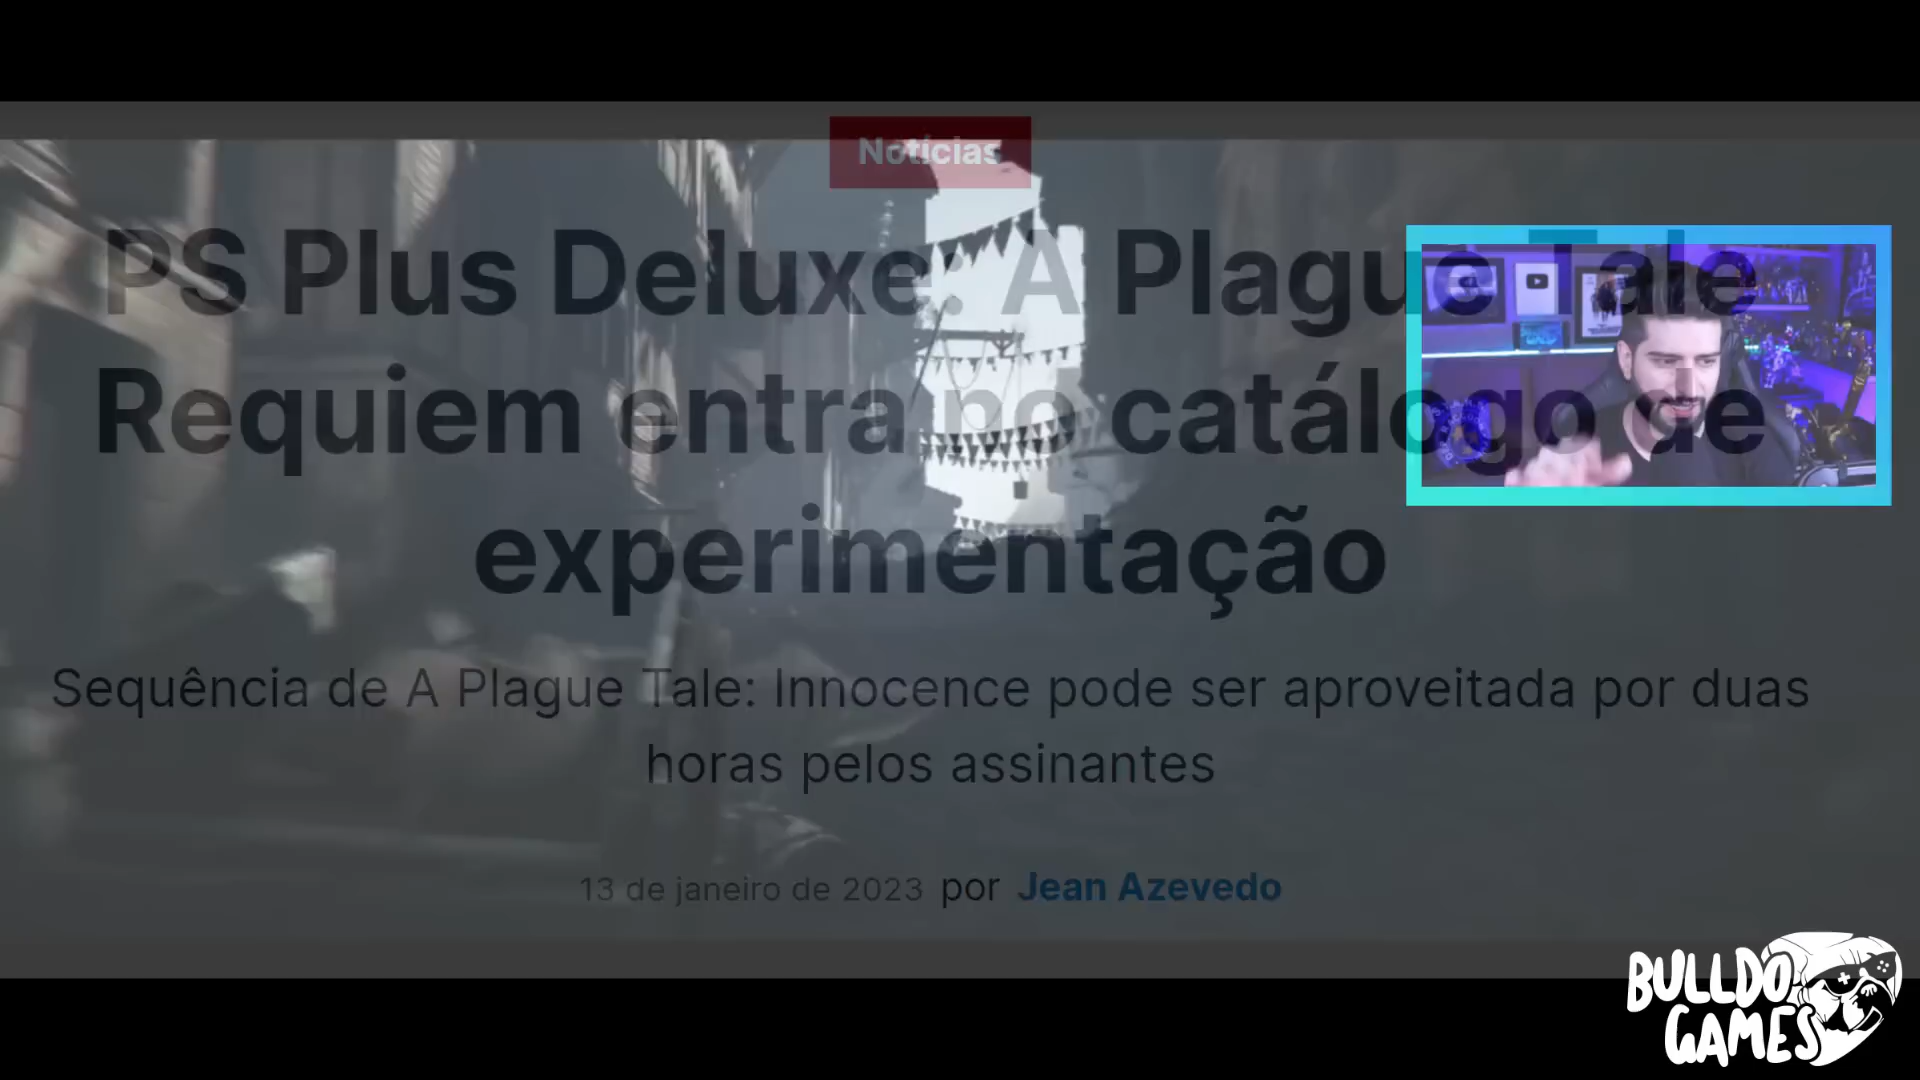 Notícias
PS Plus Deluxe: A Plague Tale
Requiem entra no catálogo de
experimentação
Sequência de A Plague Tale: Innocence pode ser aproveitada por duas
horas pelos assinantes
13 de janeiro de 2023 por Jean Azevedo
BULLDO
GAMES